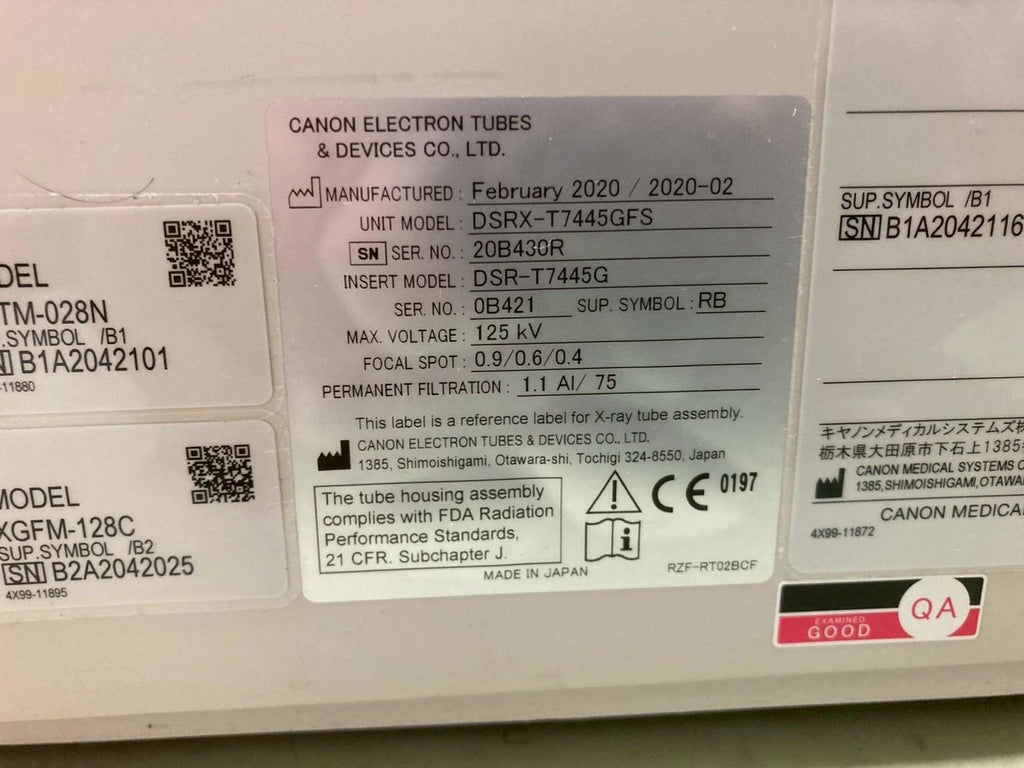 CANON ELECTRON TUBES
& DEVICES CO., LTD.
MANUFACTURED : February 2020 / 2020-02
UNIT MODEL : DSRX-T7445GFS
SN SER. NO. : 20B430R
INSERT MODEL : DSR-T7445G
SER. NO. : 0B421 SUP. SYMBOL : RB
MAX. VOLTAGE : 125 kV
FOCAL SPOT : 0.9/0.6/0.4
PERMANENT FILTRATION : 1.1 Al/ 75
This label is a reference label for X-ray tube assembly.
CANON ELECTRON TUBES & DEVICES CO., LTD.
1385, Shimoishigami, Otawara-shi, Tochigi 324-8550, Japan
The tube housing assembly
complies with FDA Radiation
Performance Standards,
21 CFR. Subchapter J.
CE 0197
MADE IN JAPAN
RZF-RT02BCF
DEL
TM-028N
.SYMBOL /B1
N B1A2042101
-11880
MODEL
XGFM-128C
SUP.SYMBOL /B2
SN B2A2042025
4X99-11895
SUP.SYMBOL /B1
SN B1A2042116
キヤノンメディカルシステムズ株
栃木県大田原市下石上1385
CANON MEDICAL SYSTEMS C
1385,SHIMOISHIGAMI,OTAWA
CANON MEDICA
4X99-11872
EXAMINED
GOOD
QA